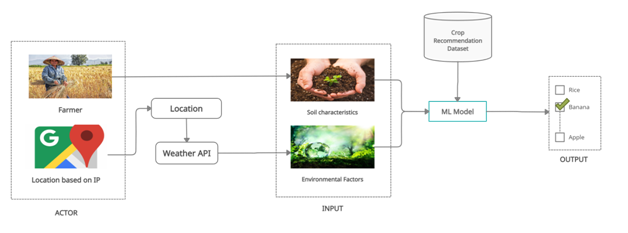 Crop
Recommendation
Dataset
Farmer
Location
Soil characteristics
ML Model
Rice
Banana
Apple
OUTPUT
G
Weather API
Location based on IP
Environmental Factors
ACTOR
INPUT